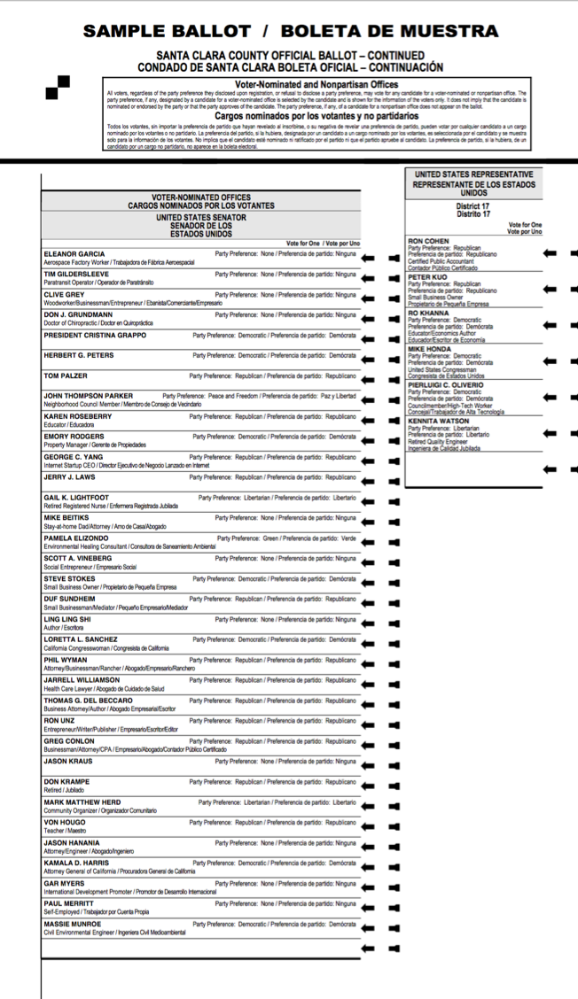 SAMPLE BALLOT / BOLETA DE MUESTRA
SANTA CLARA COUNTY OFFICIAL BALLOT – CONTINUED
CONDADO DE SANTA CLARA BOLETA OFICIAL – CONTINUACIÓN
Voter-Nominated and Nonpartisan Offices
All voters, regardless of the party preference they disclosed upon registration, or refusal to disclose a party preference, may vote for any candidate for a voter-nominated or nonpartisan office. The
party preference, if any, designated by a candidate for a voter-nominated office is selected by the candidate and is shown for the information of the voters only. It does not imply that the candidate is
nominated or endorsed by the party or that the party approves of the candidate. The party preference, if any, of a candidate for a nonpartisan office does not appear on the ballot.
Cargos nominados por los votantes y no partidarios
Todos los votantes, sin importar la preferencia de partido que hayan revelado al inscribirse, o su negativa de revelar una preferencia de partido, pueden votar por cualquier candidato a un cargo
nominado por los votantes o no partidario. La preferencia del partido, si la hubiera, designada por un candidato a un cargo nominado por los votantes, es seleccionada por el candidato y se muestra
solo para la información de los votantes. No implica que el candidato esté nominado ni ratificado por el partido ni que el partido apruebe al candidato. La preferencia de partido, si la hubiera, de un
candidato por un cargo no partidario, no aparece en la boleta electoral.
VOTER-NOMINATED OFFICES
CARGOS NOMINADOS POR LOS VOTANTES
UNITED STATES SENATOR
SENADOR DE LOS
ESTADOS UNIDOS
Vote for One / Vote por Uno
ELEANOR GARCIA Party Preference: None / Preferencia de partido: Ninguna
Aerospace Factory Worker / Trabajadora de Fábrica Aeroespacial
TIM GILDERSLEEVE Party Preference: None / Preferencia de partido: Ninguna
Paratransit Operator / Operador de Paratránsito
CLIVE GREY Party Preference: None / Preferencia de partido: Ninguna
Woodworker/Businessman/Entrepreneur / Ebanista/Comerciante/Empresario
DON J. GRUNDMANN Party Preference: None / Preferencia de partido: Ninguna
Doctor of Chiropractic / Doctor en Quiropráctica
PRESIDENT CRISTINA GRAPPO Party Preference: Democratic / Preferencia de partido: Demócrata
HERBERT G. PETERS Party Preference: Democratic / Preferencia de partido: Demócrata
TOM PALZER Party Preference: Republican / Preferencia de partido: Republicano
JOHN THOMPSON PARKER Party Preference: Peace and Freedom / Preferencia de partido: Paz y Libertad
Neighborhood Council Member / Miembro de Consejo de Vecindario
KAREN ROSEBERRY Party Preference: Republican / Preferencia de partido: Republicano
Educator / Educadora
EMORY RODGERS Party Preference: Democratic / Preferencia de partido: Demócrata
Property Manager / Gerente de Propiedades
GEORGE C. YANG Party Preference: Republican / Preferencia de partido: Republicano
Internet Startup CEO / Director Ejecutivo de Negocio Lanzado en Internet
JERRY J. LAWS Party Preference: Republican / Preferencia de partido: Republicano
GAIL K. LIGHTFOOT Party Preference: Libertarian / Preferencia de partido: Libertario
Retired Registered Nurse / Enfermera Registrada Jubilada
MIKE BEITIKS Party Preference: None / Preferencia de partido: Ninguna
Stay-at-home Dad/Attorney / Amo de Casa/Abogado
PAMELA ELIZONDO Party Preference: Green / Preferencia de partido: Verde
Environmental Healing Consultant / Consultora de Saneamiento Ambiental
SCOTT A. VINEBERG Party Preference: None / Preferencia de partido: Ninguna
Social Entrepreneur / Empresario Social
STEVE STOKES Party Preference: Democratic / Preferencia de partido: Demócrata
Small Business Owner / Propietario de Pequeña Empresa
DUF SUNDHEIM Party Preference: Republican / Preferencia de partido: Republicano
Small Businessman/Mediator / Pequeño Empresario/Mediador
LING LING SHI Party Preference: None / Preferencia de partido: Ninguna
Author / Escritora
LORETTA L. SANCHEZ Party Preference: Democratic / Preferencia de partido: Demócrata
California Congresswoman / Congresista de California
PHIL WYMAN Party Preference: Republican / Preferencia de partido: Republicano
Attorney/Businessman/Rancher / Abogado/Empresario/Ranchero
JARRELL WILLIAMSON Party Preference: Republican / Preferencia de partido: Republicano
Health Care Lawyer / Abogado de Cuidado de Salud
THOMAS G. DEL BECCARO Party Preference: Republican / Preferencia de partido: Republicano
Business Attorney/Author / Abogado Empresarial/Escritor
RON UNZ Party Preference: Republican / Preferencia de partido: Republicano
Entrepreneur/Writer/Publisher / Empresario/Escritor/Editor
GREG CONLON Party Preference: Republican / Preferencia de partido: Republicano
Businessman/Attorney/CPA / Empresario/Abogado/Contador Público Certificado
JASON KRAUS Party Preference: None / Preferencia de partido: Ninguna
DON KRAMPE Party Preference: Republican / Preferencia de partido: Republicano
Retired / Jubilado
MARK MATTHEW HERD Party Preference: Libertarian / Preferencia de partido: Libertario
Community Organizer / Organizador Comunitario
VON HOUGO Party Preference: Republican / Preferencia de partido: Republicano
Teacher / Maestro
JASON HANANIA Party Preference: None / Preferencia de partido: Ninguna
Attorney/Engineer / Abogado/Ingeniero
KAMALA D. HARRIS Party Preference: Democratic / Preferencia de partido: Demócrata
Attorney General of California / Procuradora General de California
GAR MYERS Party Preference: None / Preferencia de partido: Ninguna
International Development Promoter / Promotor de Desarrollo Internacional
PAUL MERRITT Party Preference: None / Preferencia de partido: Ninguna
Self-Employed / Trabajador por Cuenta Propia
MASSIE MUNROE Party Preference: Democratic / Preferencia de partido: Demócrata
Civil Environmental Engineer / Ingeniera Civil Medioambiental
UNITED STATES REPRESENTATIVE
REPRESENTANTE DE LOS ESTADOS
UNIDOS
District 17
Distrito 17
Vote for One
Vote por Uno
RON COHEN
Party Preference: Republican
Preferencia de partido: Republicano
Certified Public Accountant
Contador Público Certificado
PETER KUO
Party Preference: Republican
Preferencia de partido: Republicano
Small Business Owner
Propietario de Pequeña Empresa
RO KHANNA
Party Preference: Democratic
Preferencia de partido: Demócrata
Educator/Economics Author
Educador/Escritor de Economía
MIKE HONDA
Party Preference: Democratic
Preferencia de partido: Demócrata
United States Congressman
Congresista de Estados Unidos
PIERLUIGI C. OLIVERIO
Party Preference: Democratic
Preferencia de partido: Demócrata
Councilmember/High-Tech Worker
Concejal/Trabajador de Alta Tecnología
KENNITA WATSON
Party Preference: Libertarian
Preferencia de partido: Libertario
Retired Quality Engineer
Ingeniera de Calidad Jubilada